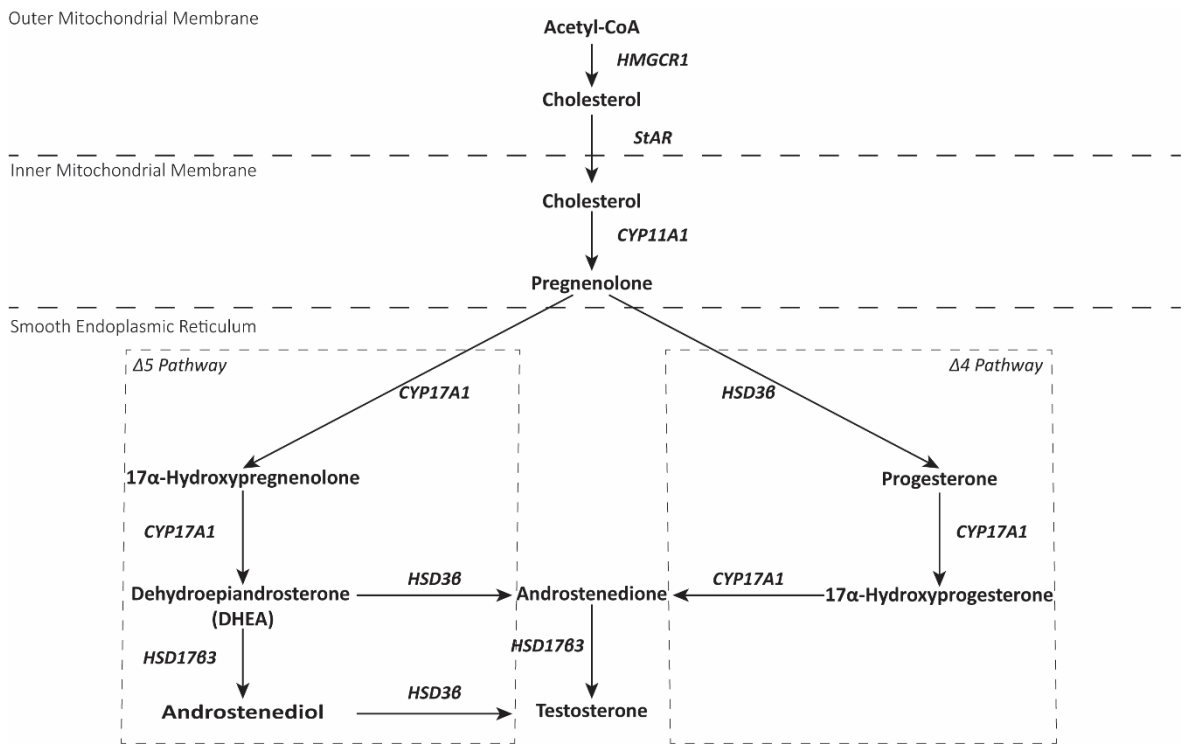 Outer Mitochondrial Membrane
Acetyl-CoA
HMGCR1
Cholesterol
StAR
Inner Mitochondrial Membrane
Cholesterol
CYP11A1
Pregnenolone
Smooth Endoplasmic Reticulum
Δ5 Pathway
Δ4 Pathway
CYP17A1
HSD3β
17α-Hydroxypregnenolone
Progesterone
CYP17A1
CYP17A1
HSD3β
CYP17A1
Dehydroepiandrosterone
(DHEA)
Androstenedione
17α-Hydroxyprogesterone
HSD17β3
HSD17β3
HSD3β
Androstenediol
Testosterone